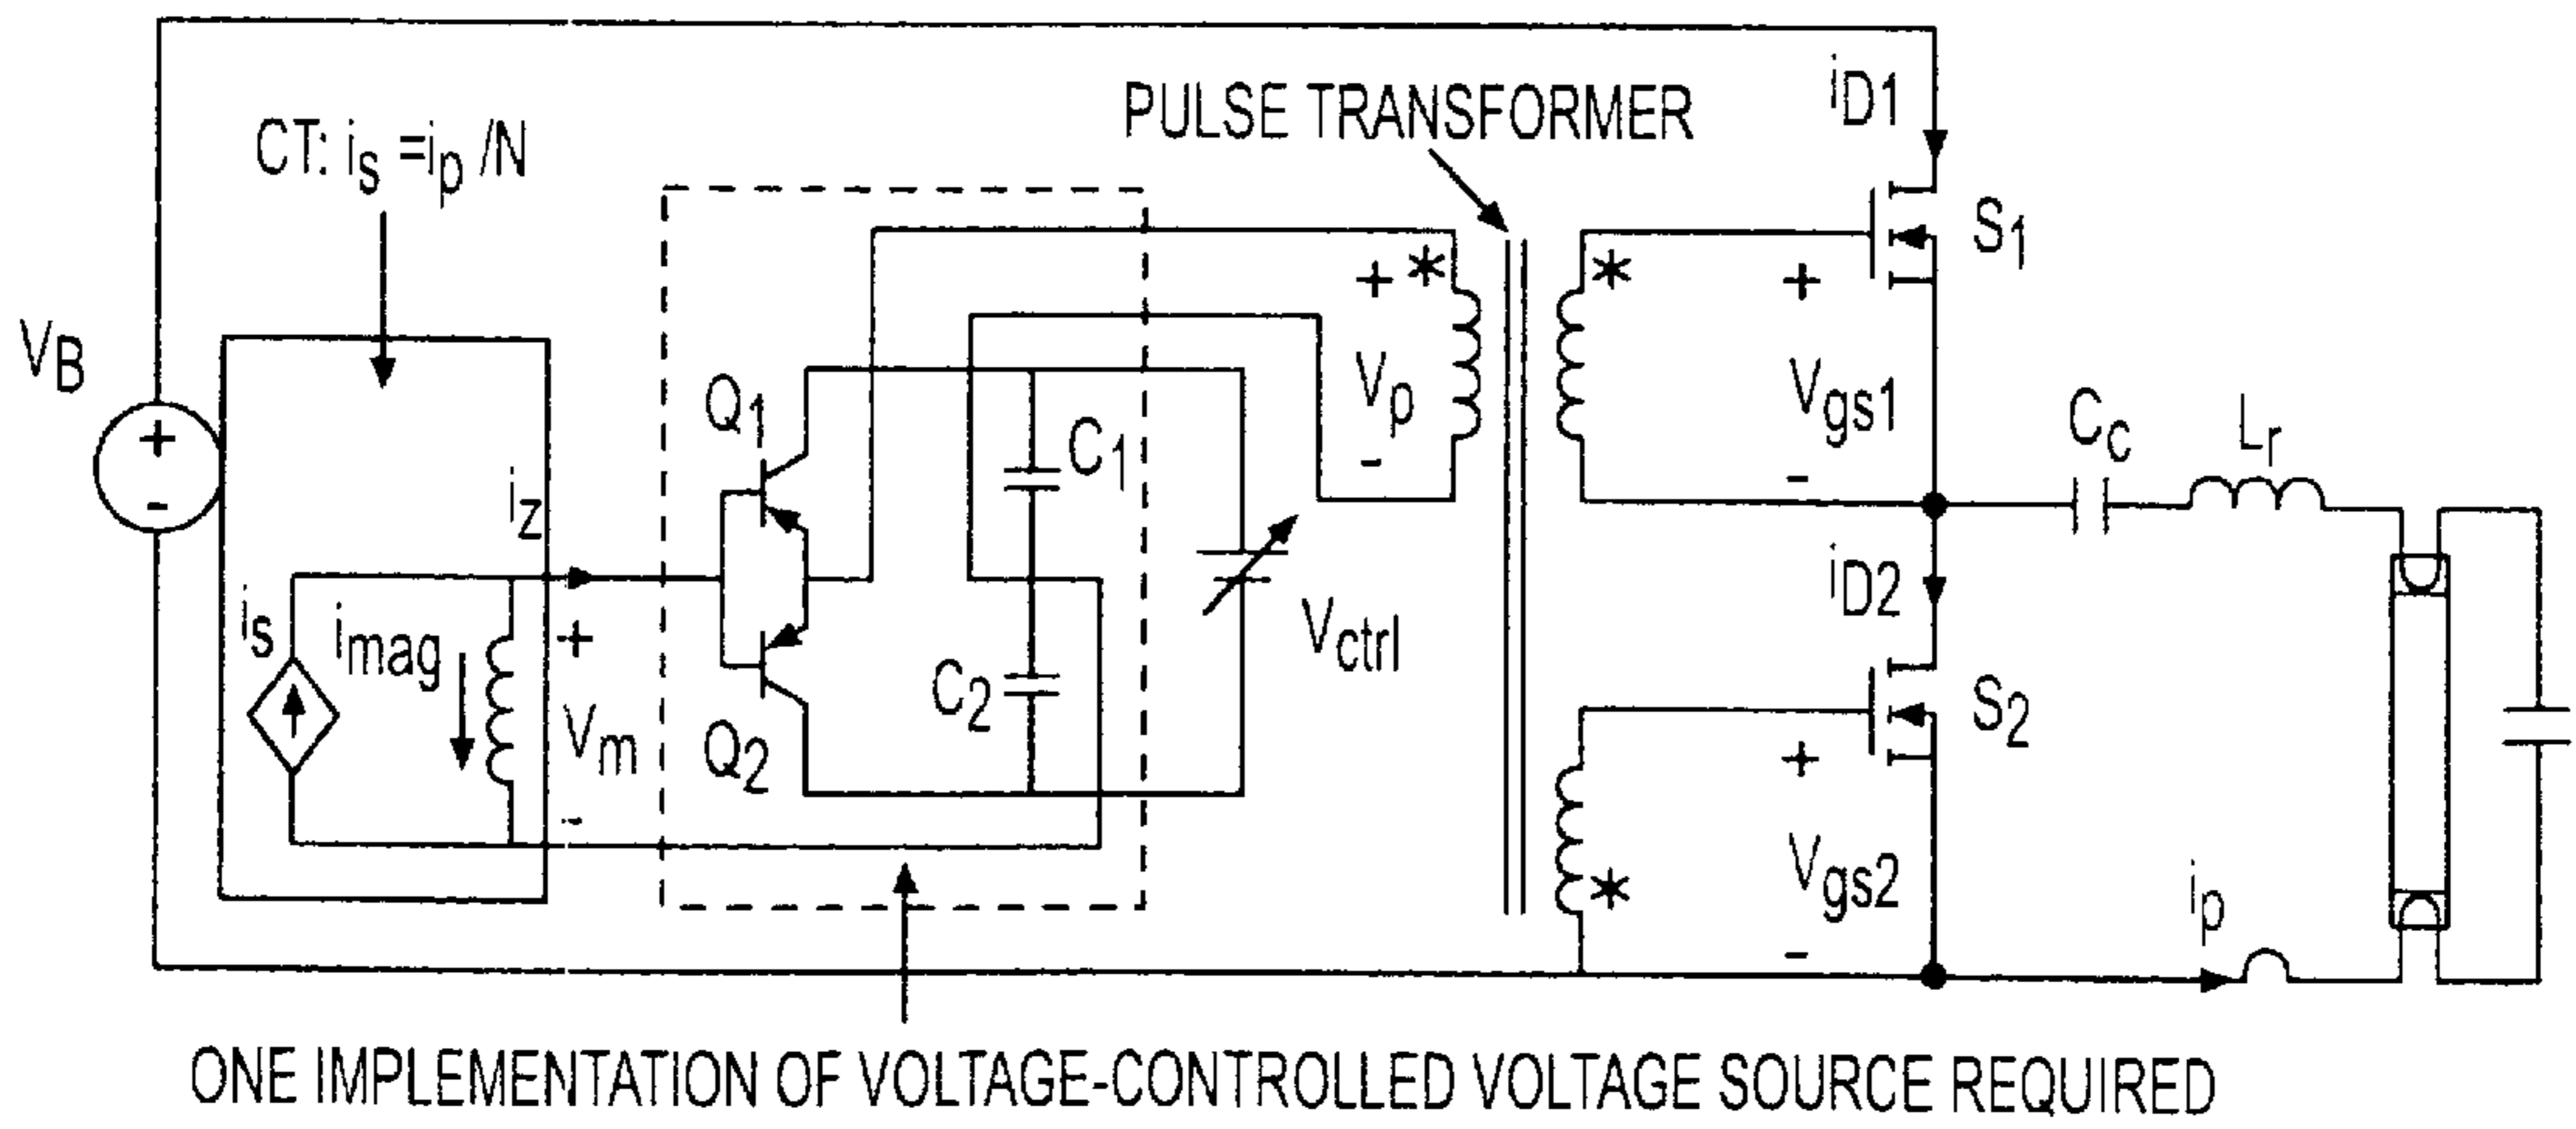 PULSE TRANSFORMER
iD1
CT: is =ip /N
S1
+ *
* +
VB
Vp
Vgs1
Q1
C1
Cc
Lr
+
-
-
-
iz
iD2
is
imag
+
Vm
-
C2
Vctrl
S2
Q2
+
Vgs2
*
-
ip
ONE IMPLEMENTATION OF VOLTAGE-CONTROLLED VOLTAGE SOURCE REQUIRED